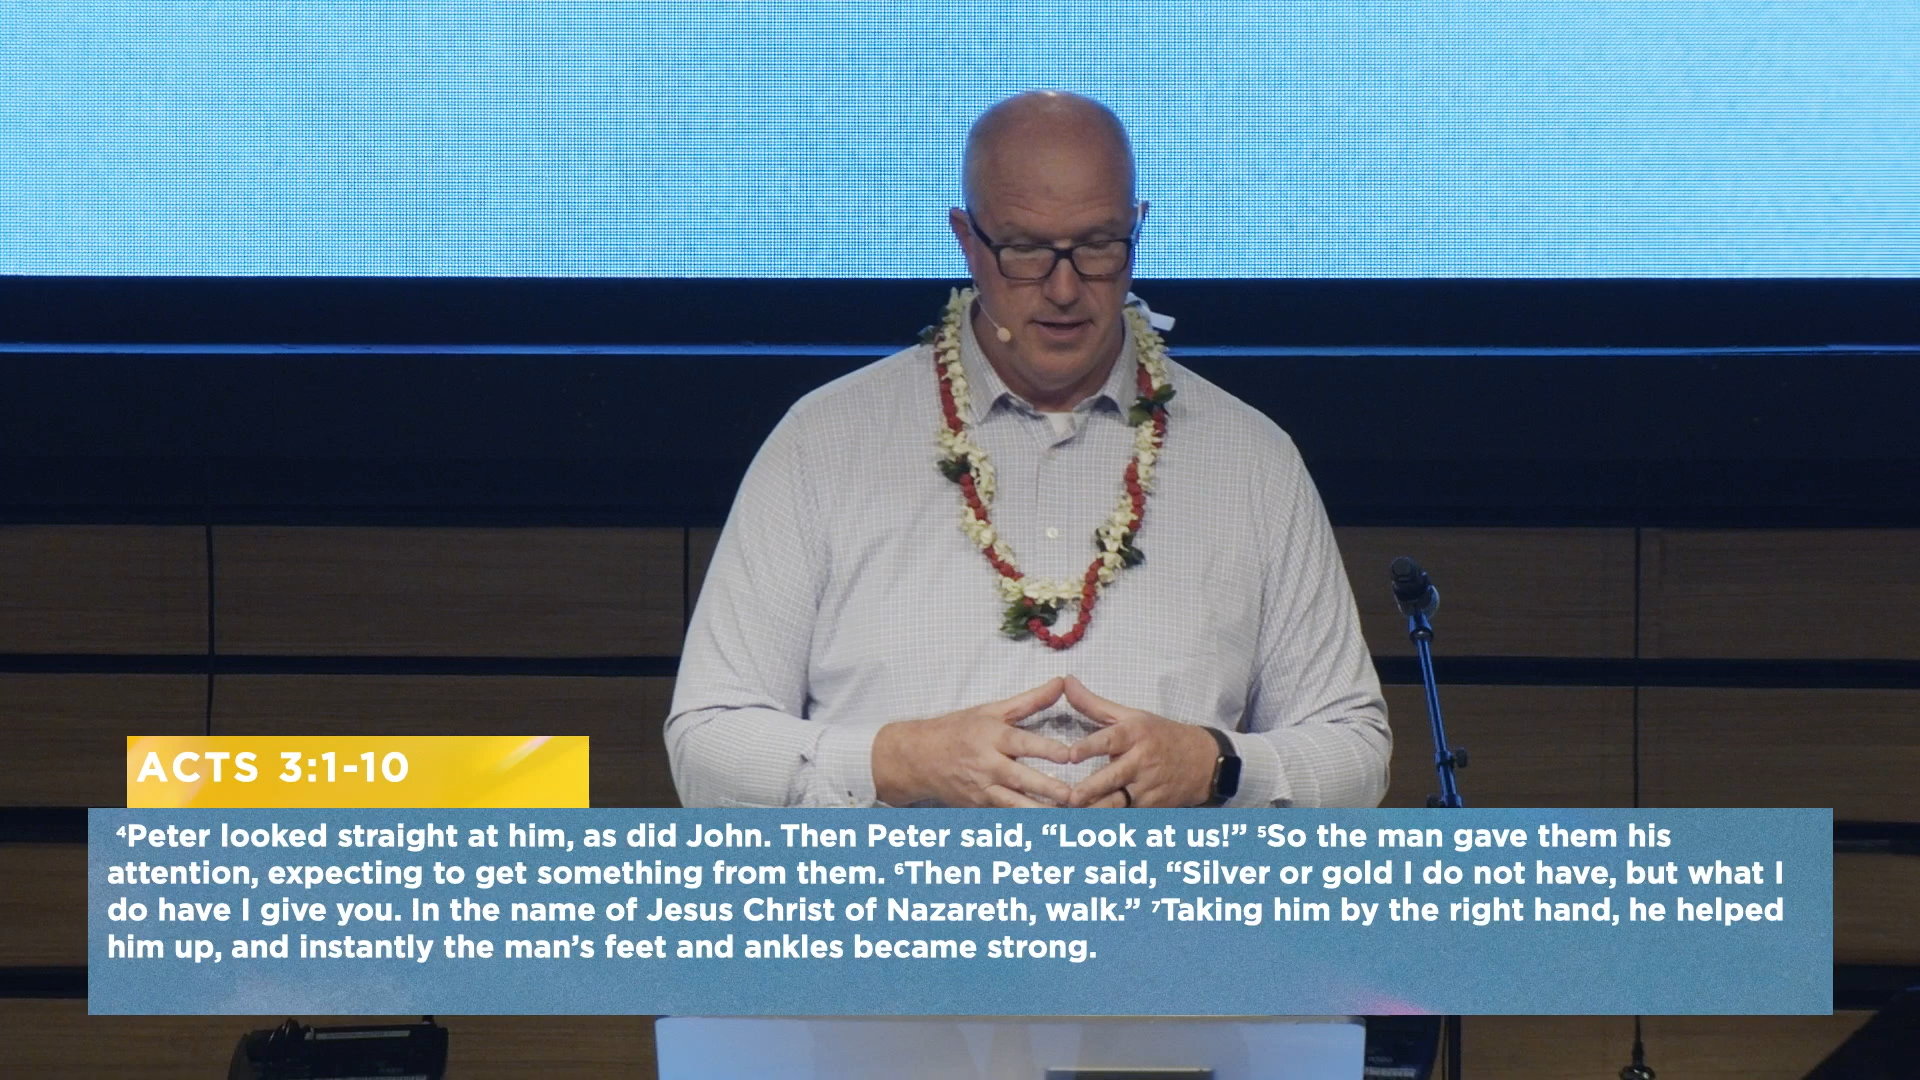 ACTS 3:1-10
⁴Peter looked straight at him, as did John. Then Peter said, “Look at us!” ⁵So the man gave them his
attention, expecting to get something from them. ⁶Then Peter said, “Silver or gold I do not have, but what I
do have I give you. In the name of Jesus Christ of Nazareth, walk.” ⁷Taking him by the right hand, he helped
him up, and instantly the man’s feet and ankles became strong.